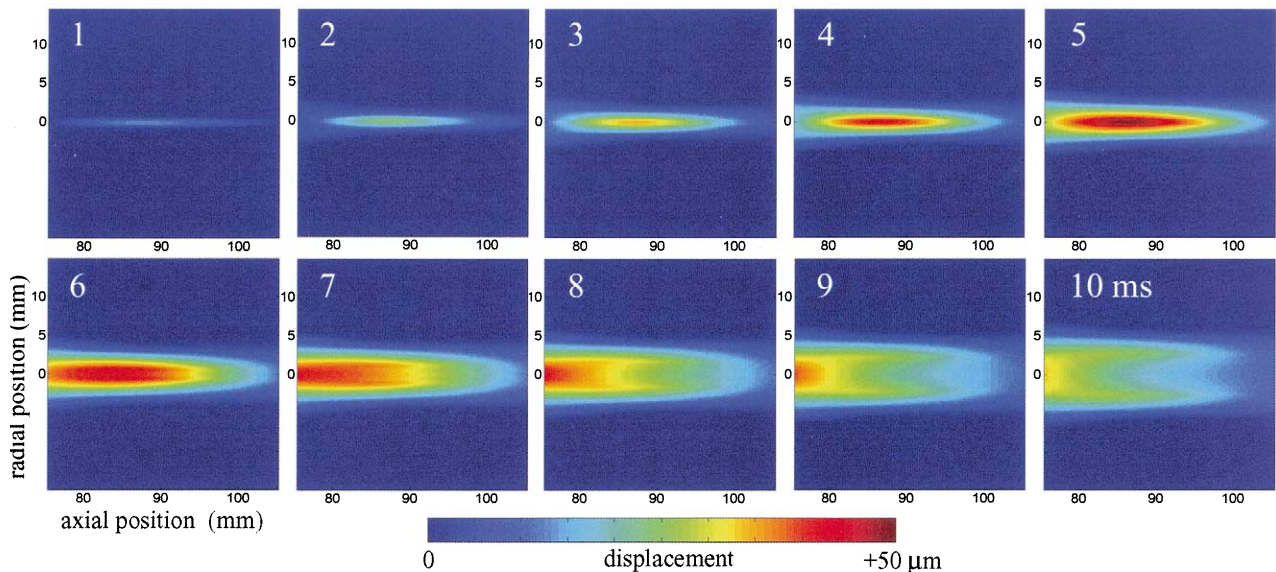 1 2 3 4 5
10 10 10 10 10
5 5 5 5 5
0 0 0 0 0
80 90 100 80 90 100 80 90 100 80 90 100 80 90 100
radial position (mm)
6 7 8 9 10 ms
10 10 10 10 10
5 5 5 5 5
0 0 0 0 0
80 90 100 80 90 100 80 90 100 80 90 100 80 90 100
axial position (mm)
0 displacement +50 μm